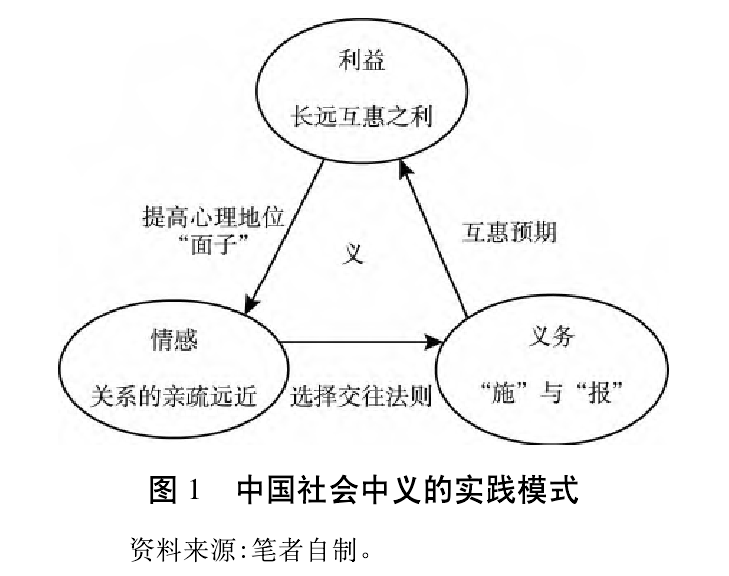 利益
长远互惠之利
提高心理地位
“面子”
互惠预期
义
情感
关系的亲疏远近
选择交往法则
义务
“施”与“报”
图 1 中国社会中义的实践模式
资料来源:笔者自制。